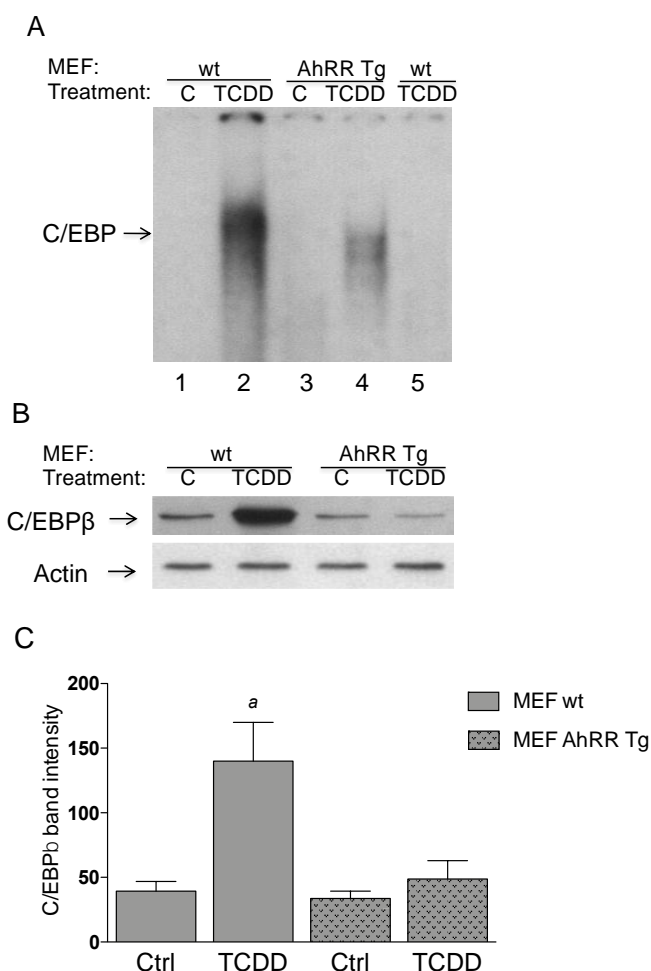 A
MEF: wt AhRR Tg wt
Treatment: C TCDD C TCDD TCDD
C/EBP
1 2 3 4 5
B
MEF: wt AhRR Tg
Treatment: C TCDD C TCDD
C/EBPβ
Actin
C
200
150
100
50
0
C/EBPb band intensity
a
MEF wt
MEF AhRR Tg
Ctrl TCDD Ctrl TCDD